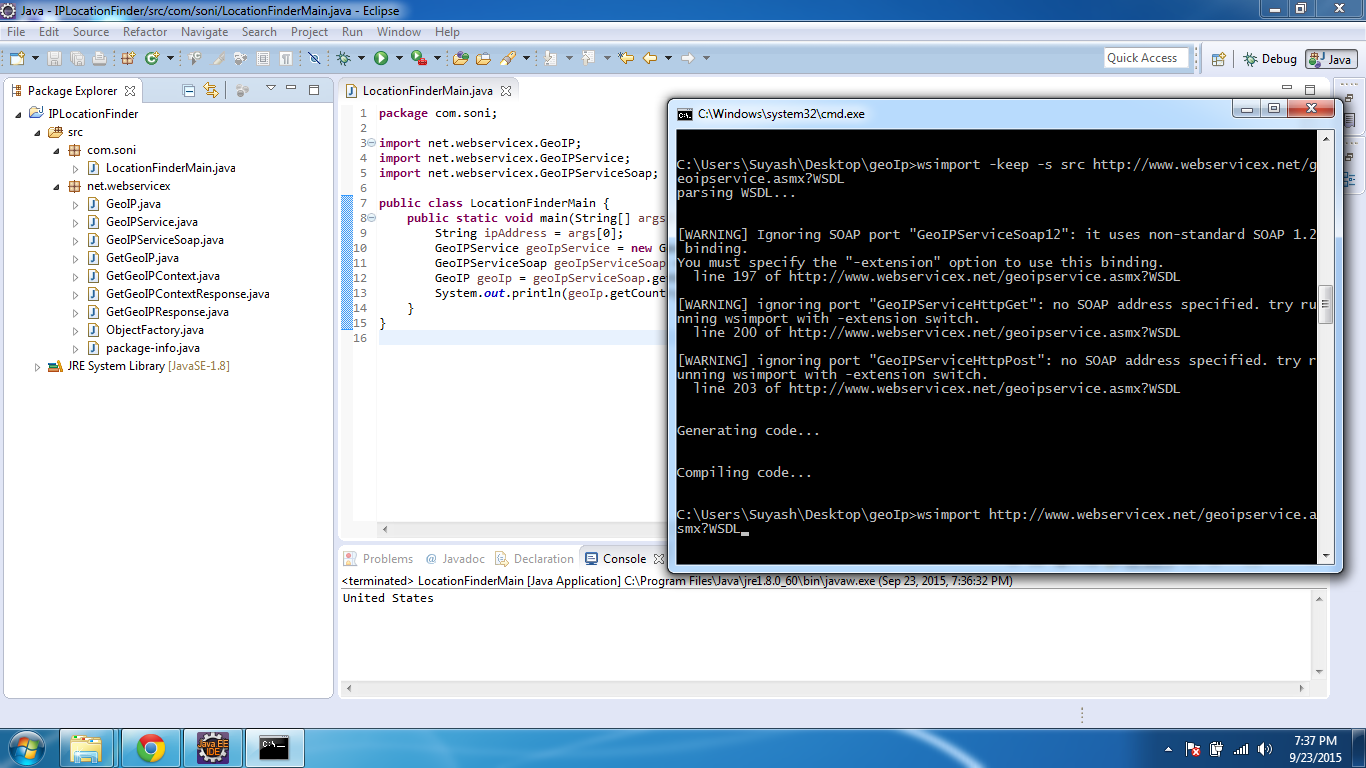 Java - IPLocationFinder/src/com/soni/LocationFinderMain.java - Eclipse
File Edit Source Refactor Navigate Search Project Run Window Help
Quick Access
Debug
Java
Package Explorer
IPLocationFinder
src
com.soni
LocationFinderMain.java
net.webservicex
GeoIP.java
GeoIPService.java
GeoIPServiceSoap.java
GetGeoIP.java
GetGeoIPContext.java
GetGeoIPContextResponse.java
GetGeoIPResponse.java
ObjectFactory.java
package-info.java
JRE System Library [JavaSE-1.8]
LocationFinderMain.java
1 package com.soni;
2
3 import net.webservicex.GeoIP;
4 import net.webservicex.GeoIPService;
5 import net.webservicex.GeoIPServiceSoap;
6
7 public class LocationFinderMain {
8 public static void main(String[] args
9 String ipAddress = args[0];
10 GeoIPService geoIpService = new G
11 GeoIPServiceSoap geoIpServiceSoap
12 GeoIP geoIp = geoIpServiceSoap.ge
13 System.out.println(geoIp.getCount
14 }
15 }
16
C:\Windows\system32\cmd.exe
C:\Users\Suyash\Desktop\geoIp>wsimport -keep -s src http://www.webservicex.net/g
eoipservice.asmx?WSDL
parsing WSDL...
[WARNING] Ignoring SOAP port "GeoIPServiceSoap12": it uses non-standard SOAP 1.2
binding.
You must specify the "-extension" option to use this binding.
line 197 of http://www.webservicex.net/geoipservice.asmx?WSDL
[WARNING] ignoring port "GeoIPServiceHttpGet": no SOAP address specified. try ru
nning wsimport with -extension switch.
line 200 of http://www.webservicex.net/geoipservice.asmx?WSDL
[WARNING] ignoring port "GeoIPServiceHttpPost": no SOAP address specified. try r
unning wsimport with -extension switch.
line 203 of http://www.webservicex.net/geoipservice.asmx?WSDL
Generating code...
Compiling code...
C:\Users\Suyash\Desktop\geoIp>wsimport http://www.webservicex.net/geoipservice.a
smx?WSDL
Problems @ Javadoc Declaration Console
<terminated> LocationFinderMain [Java Application] C:\Program Files\Java\jre1.8.0_60\bin\javaw.exe (Sep 23, 2015, 7:36:32 PM)
United States
Java EE
IDE
C:\
7:37 PM
9/23/2015